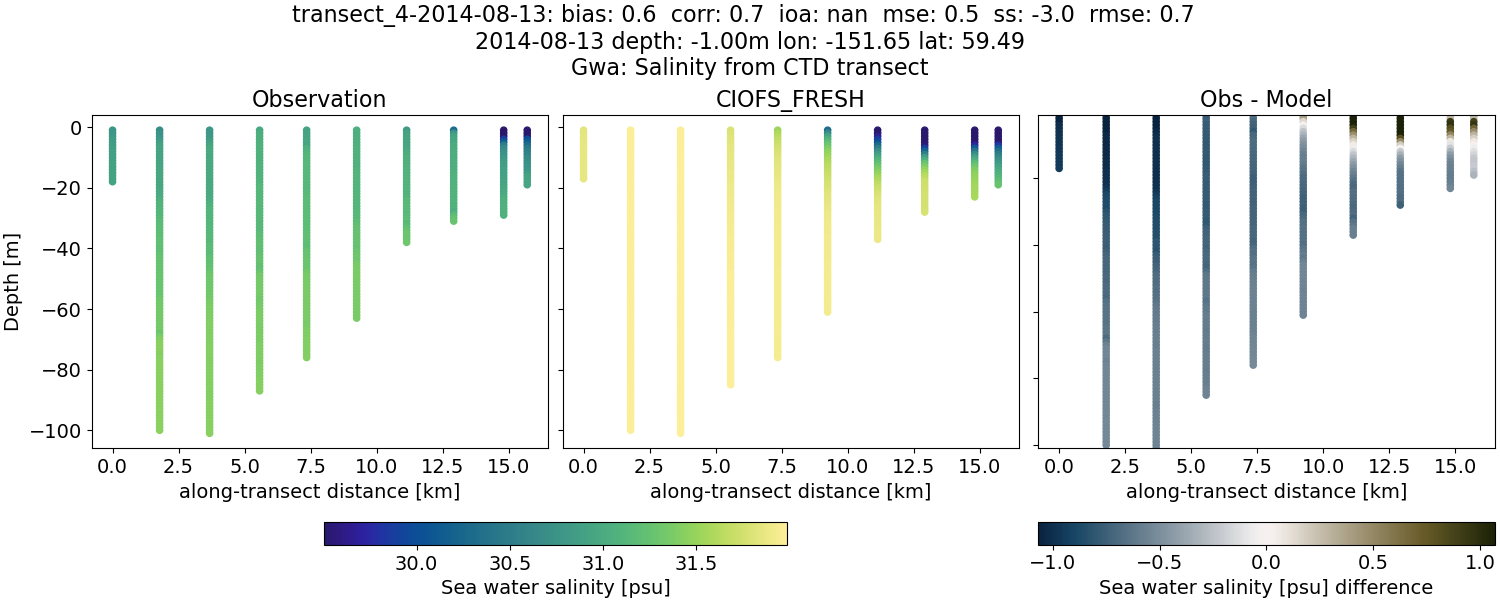 transect_4-2014-08-13: bias: 0.6  corr: 0.7  ioa: nan  mse: 0.5  ss: -3.0  rmse: 0.7
2014-08-13 depth: -1.00m lon: -151.65 lat: 59.49
Gwa: Salinity from CTD transect
Observation
CIOFS_FRESH
Obs - Model
Depth [m]
0
−20
−40
−60
−80
−100
0.0 2.5 5.0 7.5 10.0 12.5 15.0
0.0 2.5 5.0 7.5 10.0 12.5 15.0
0.0 2.5 5.0 7.5 10.0 12.5 15.0
along-transect distance [km]
along-transect distance [km]
along-transect distance [km]
30.0 30.5 31.0 31.5
Sea water salinity [psu]
−1.0 −0.5 0.0 0.5 1.0
Sea water salinity [psu] difference